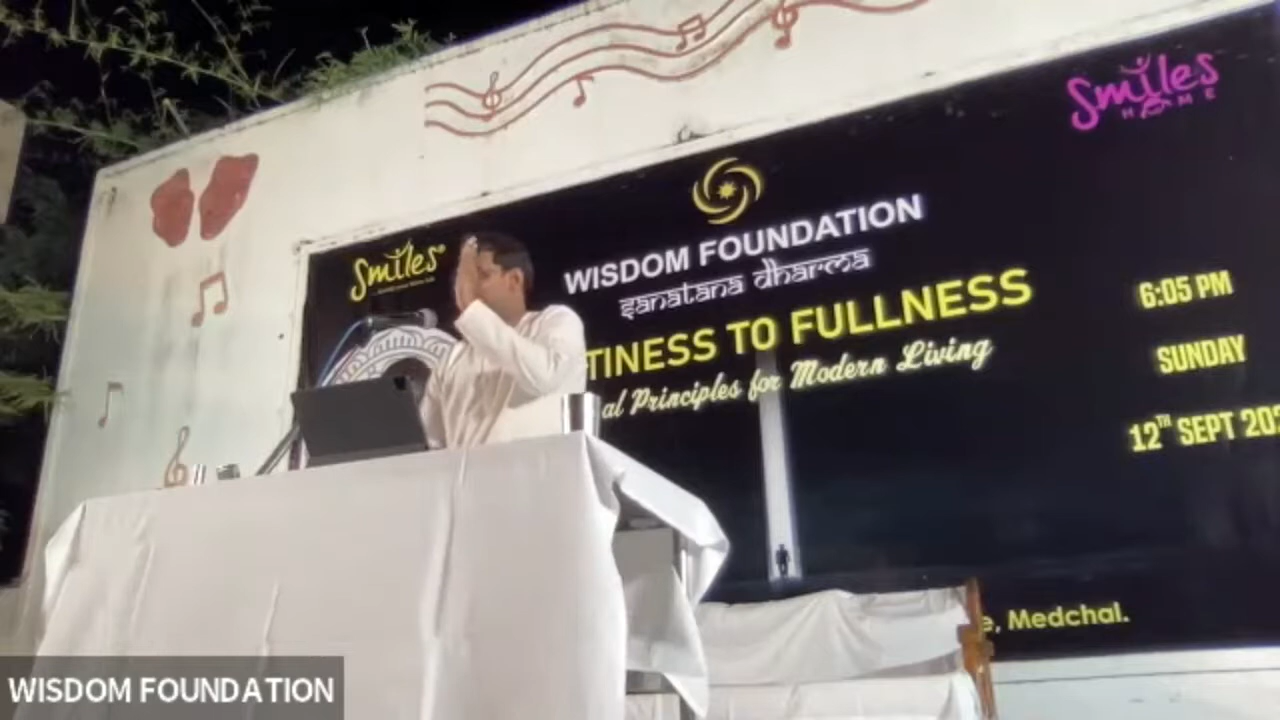 Smiles
HOME
Smiles
WISDOM FOUNDATION
sanatana dharma
TINESS TO FULLNESS
al Principles for Modern Living
6:05 PM
SUNDAY
12TH SEPT 202
e, Medchal.
WISDOM FOUNDATION